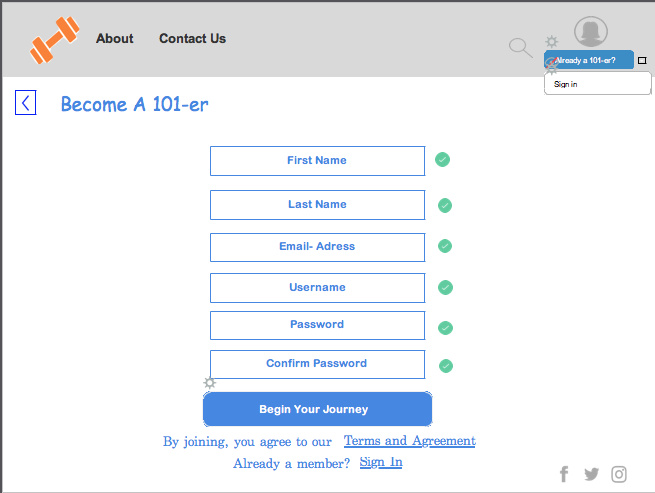 About Contact Us
Already a 101-er?
Sign in
Become A 101-er
First Name
Last Name
Email- Adress
Username
Password
Confirm Password
Begin Your Journey
By joining, you agree to our Terms and Agreement
Already a member? Sign In